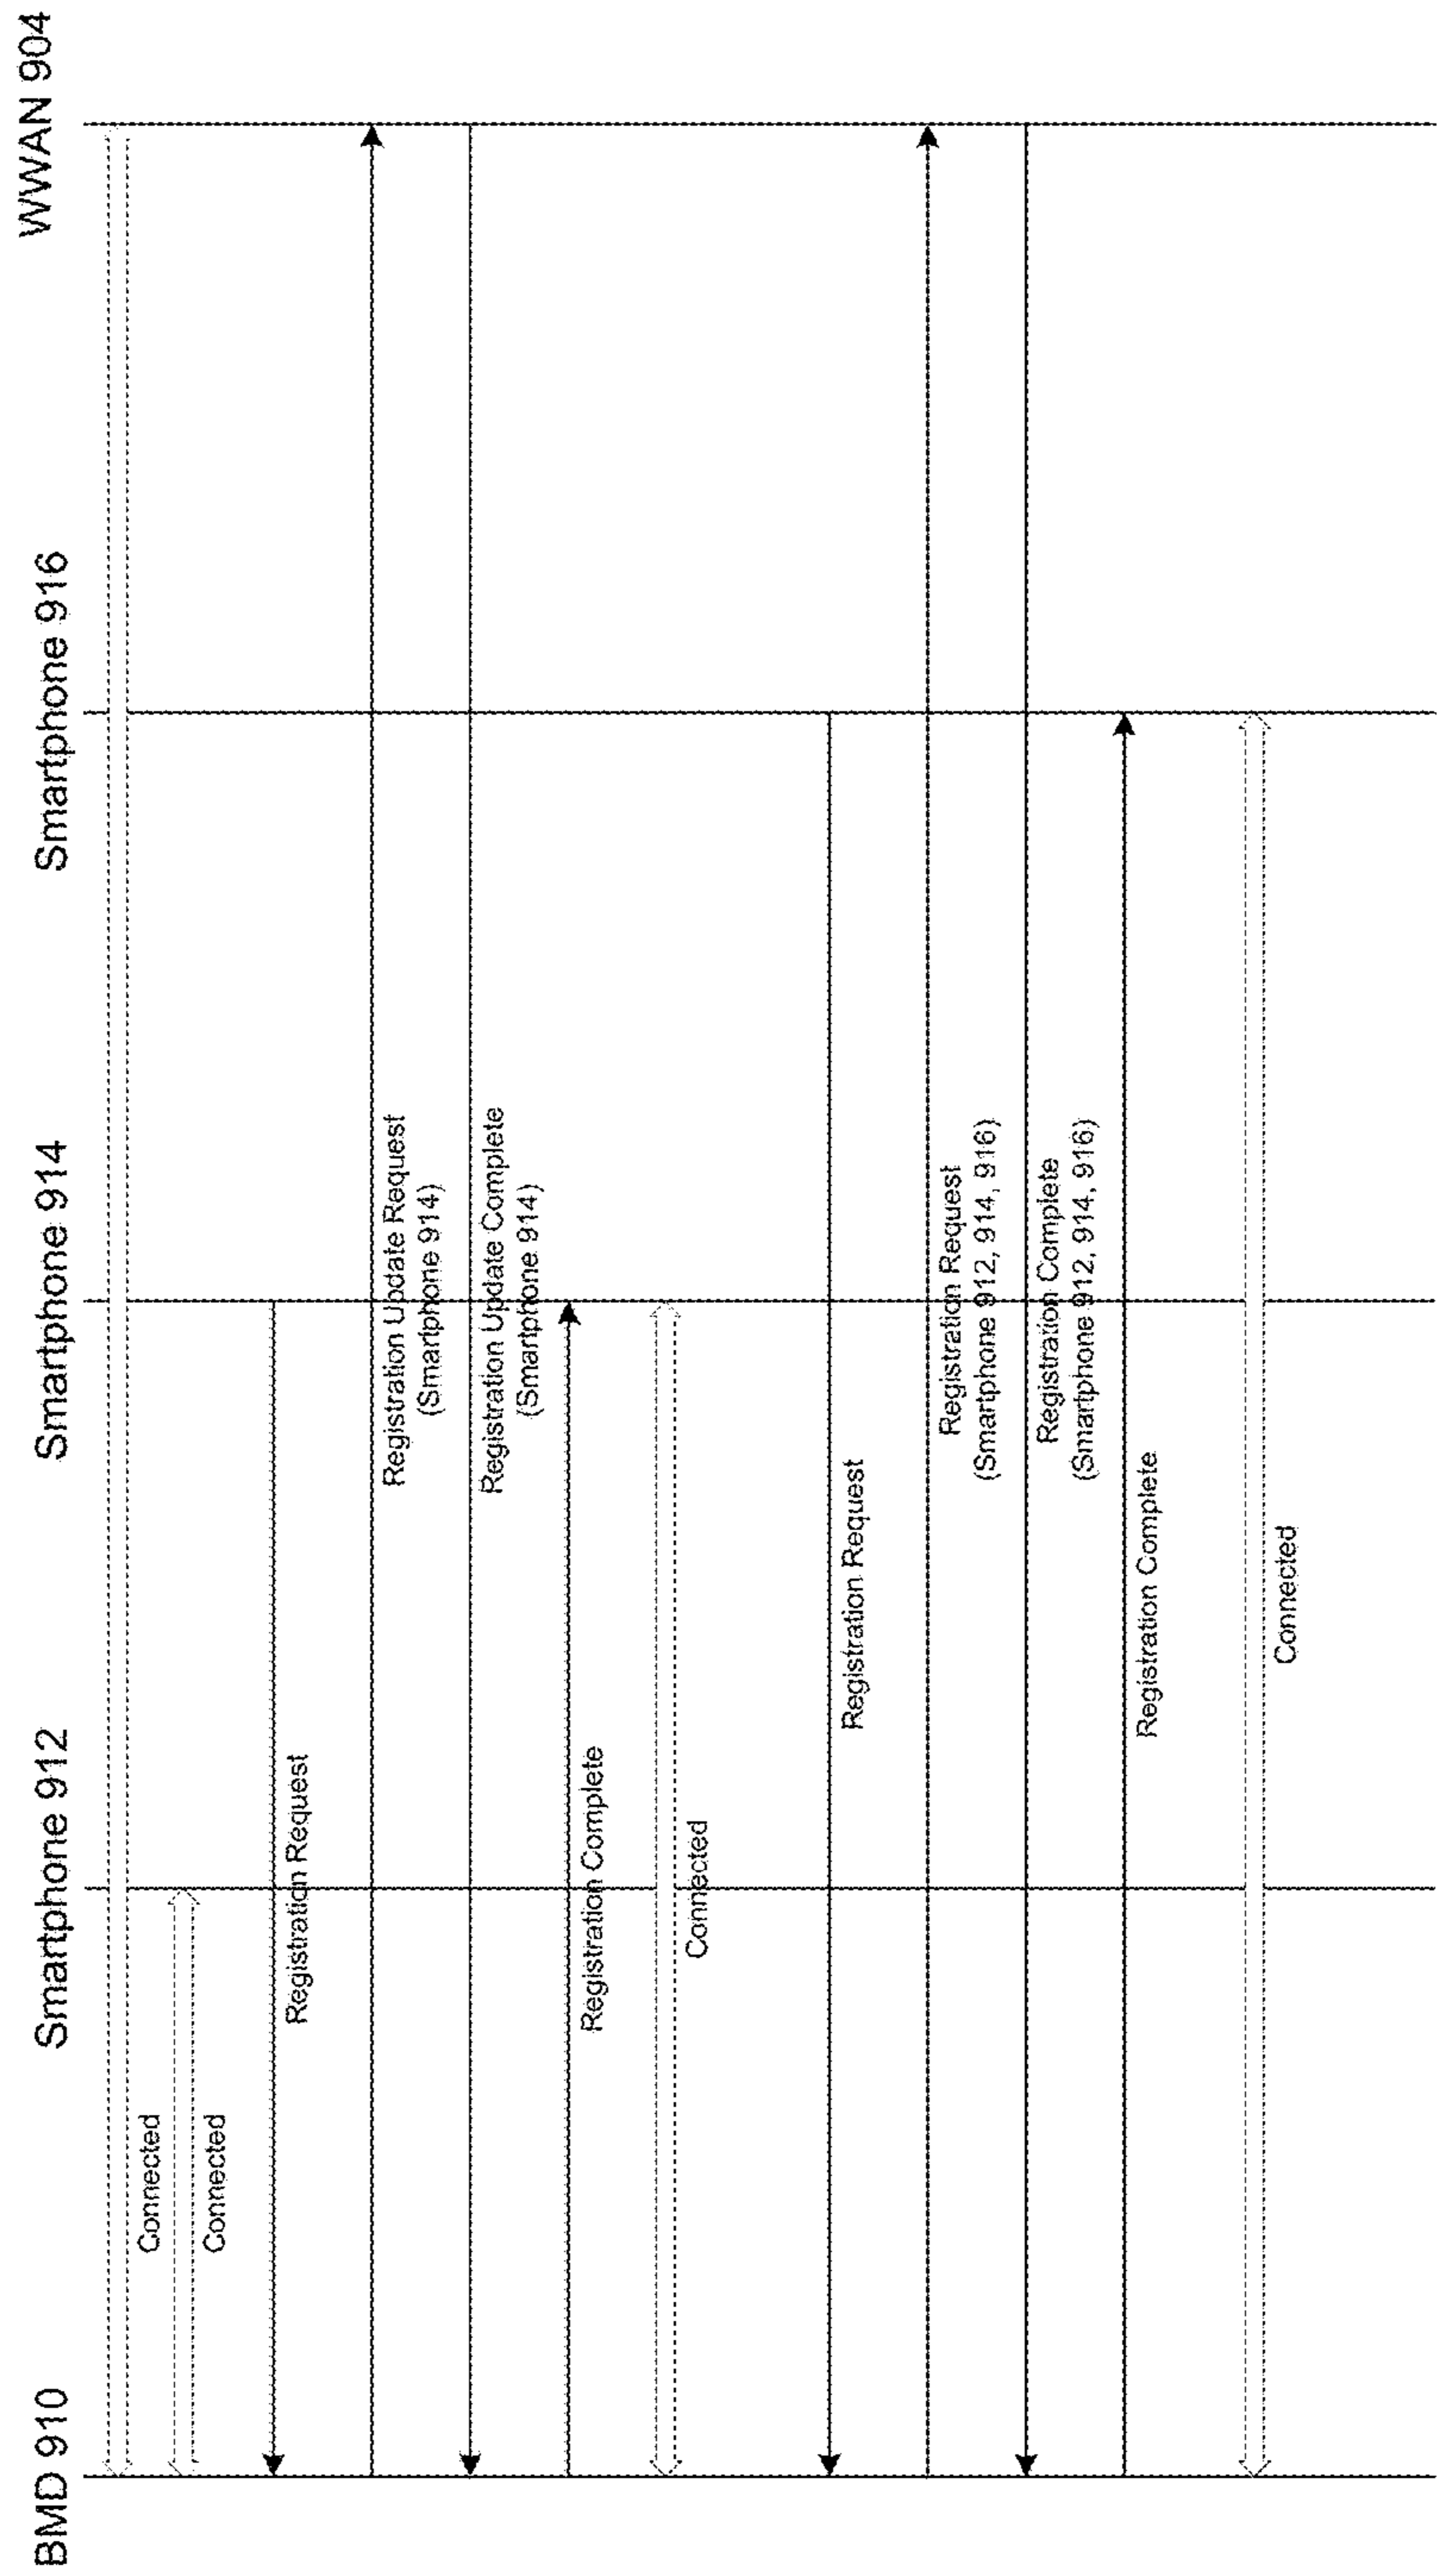 BMD 910
Smartphone 912
Smartphone 914
Smartphone 916
WWAN 904
Connected
Connected
Registration Request
Registration Update Request
(Smartphone 914)
Registration Update Complete
(Smartphone 914)
Registration Complete
Connected
Registration Request
Registration Request
(Smartphone 912, 914, 916)
Registration Complete
(Smartphone 912, 914, 916)
Registration Complete
Connected